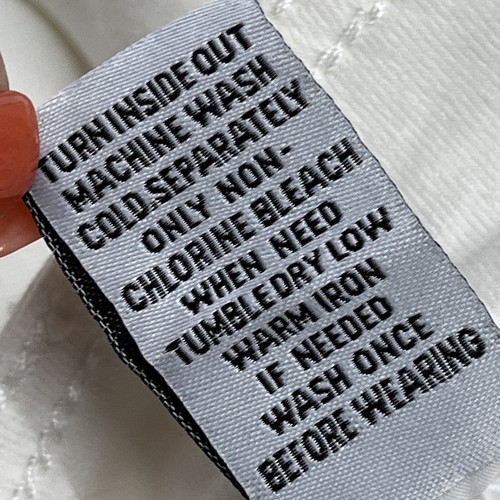 TURN INSIDE OUT
MACHINE WASH
COLD, SEPARATELY
ONLY NON-
CHLORINE BLEACH
WHEN NEED
TUMBLE DRY LOW
WARM IRON
IF NEEDED
WASH ONCE
BEFORE WEARING